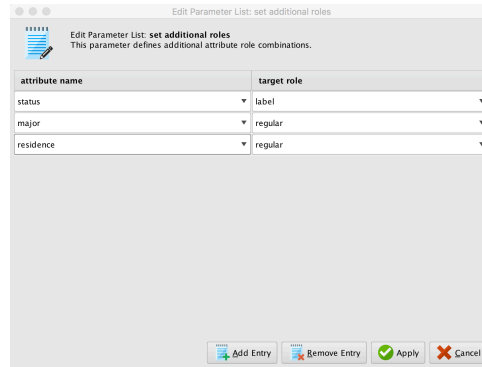 Edit Parameter List: set additional roles
Edit Parameter List: set additional roles
This parameter defines additional attribute role combinations.
attribute name target role
status label
major regular
residence regular
Add Entry Remove Entry Apply Cancel